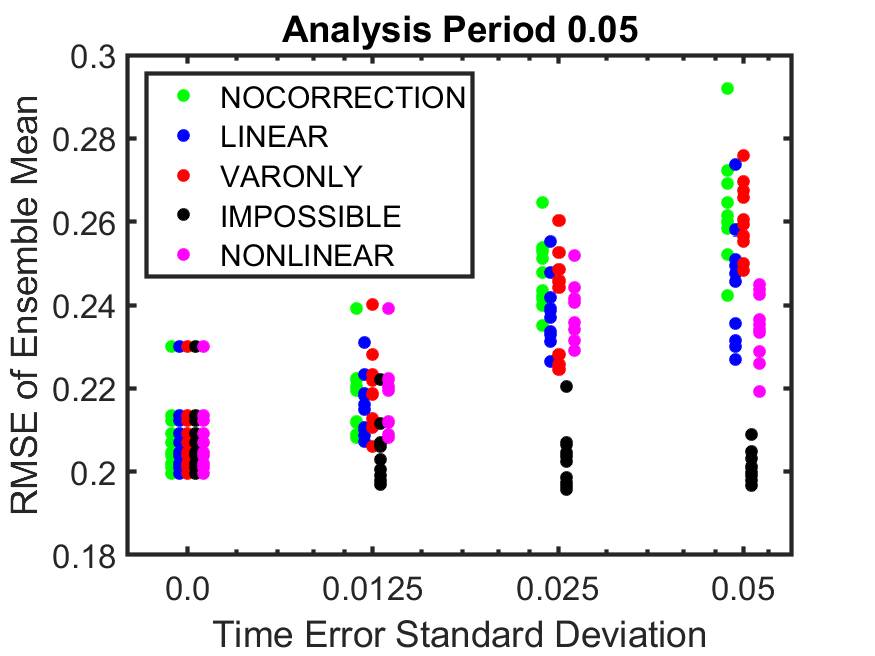 Analysis Period 0.05
RMSE of Ensemble Mean
0.3
0.28
0.26
0.24
0.22
0.2
0.18
NOCORRECTION
LINEAR
VARONLY
IMPOSSIBLE
NONLINEAR
0.0 0.0125 0.025 0.05
Time Error Standard Deviation